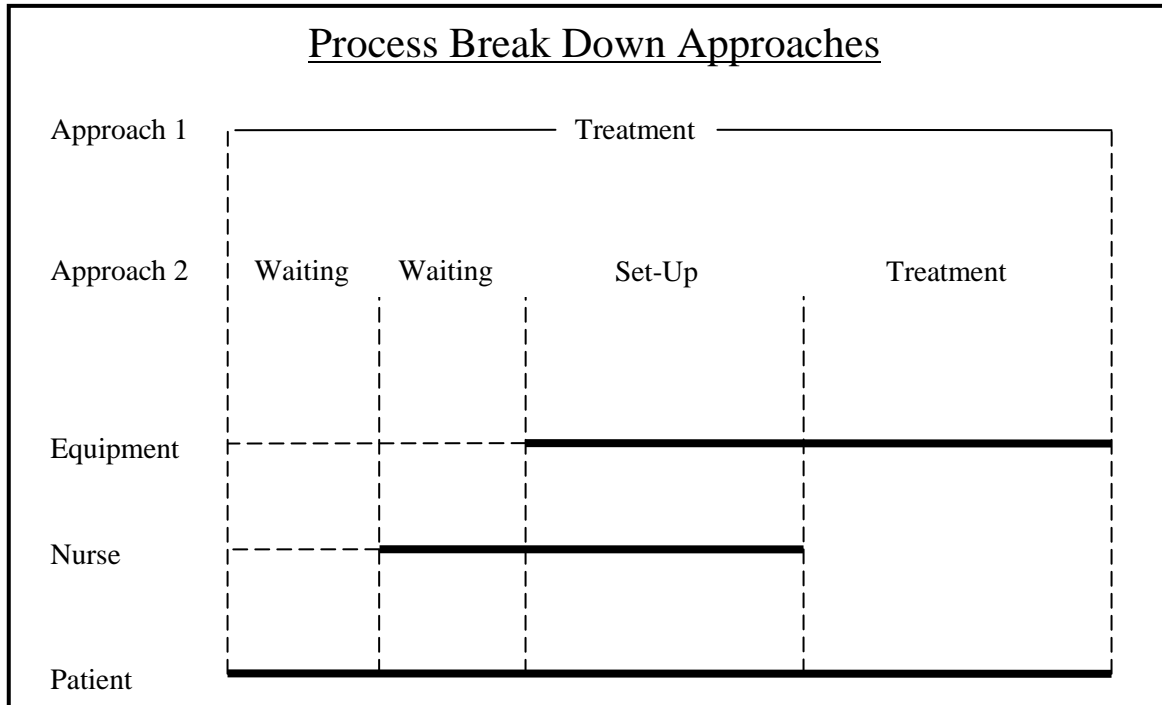 Process Break Down Approaches
Approach 1 Treatment
Approach 2 Waiting Waiting Set-Up Treatment
Equipment
Nurse
Patient